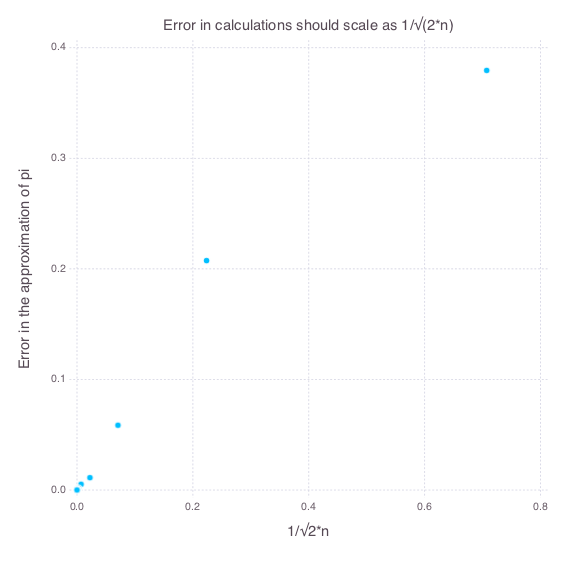 Error in calculations should scale as 1/√(2*n)
Error in the approximation of pi
0.4
0.3
0.2
0.1
0.0
0.0 0.2 0.4 0.6 0.8
1/√2*n